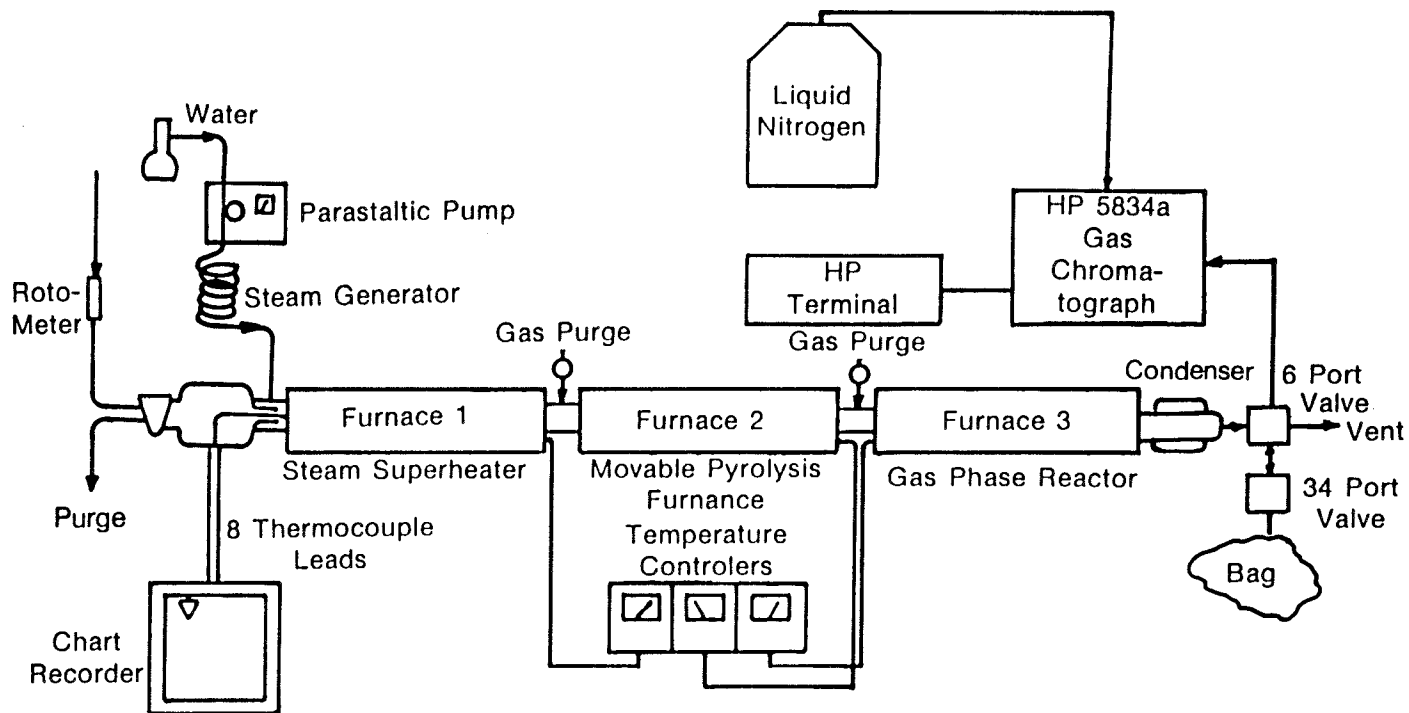 Liquid
Nitrogen
Water
Parastaltic Pump
HP 5834a
Gas
Chroma-
tograph
HP
Terminal
Roto-
Meter
Steam Generator
Gas Purge
Gas Purge
Condenser
6 Port
Valve
Vent
Furnace 1
Furnace 2
Furnace 3
Steam Superheater
Movable Pyrolysis
Furnance
Gas Phase Reactor
34 Port
Valve
Purge
8 Thermocouple
Leads
Temperature
Controlers
Bag
Chart
Recorder